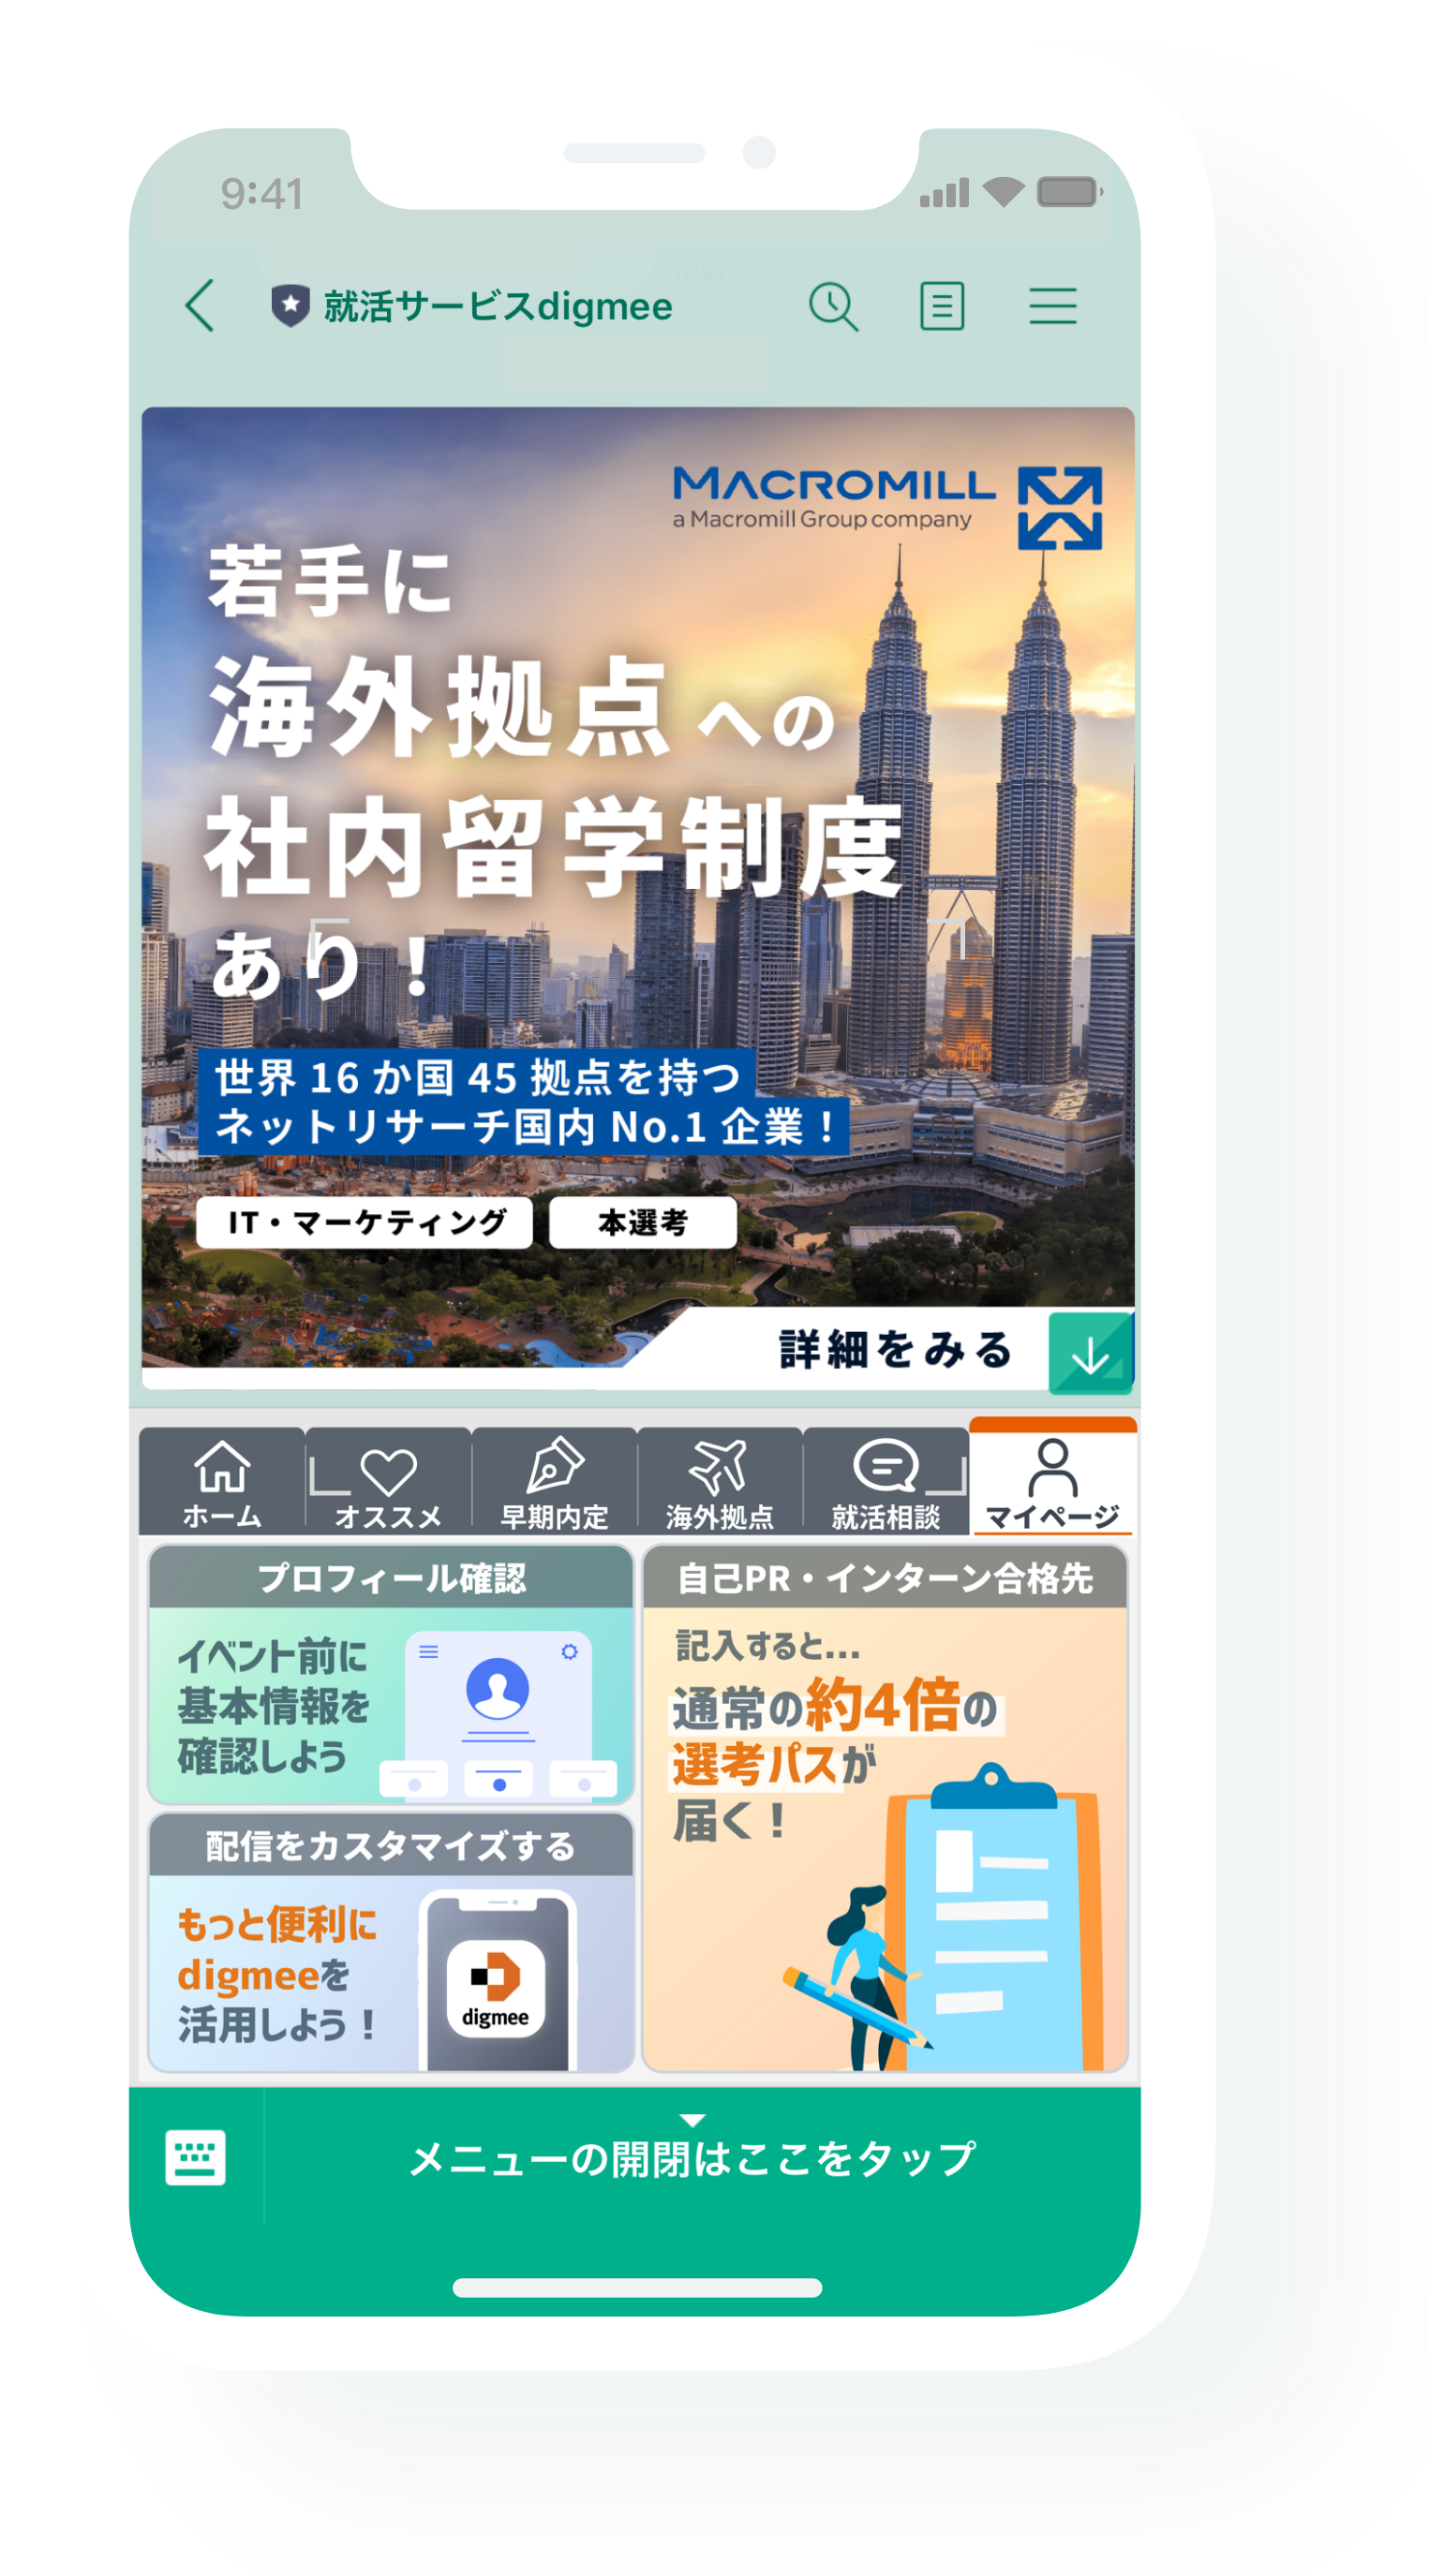 9:41
就活サービスdigmee
MACROMILL
a Macromill Group company
若手に
海外拠点への
社内留学制度
あり！
世界 16 か国 45 拠点を持つ
ネットリサーチ国内 No.1 企業！
IT・マーケティング
本選考
詳細をみる
ホーム
オススメ
早期内定
海外拠点
就活相談
マイページ
プロフィール確認
イベント前に
基本情報を
確認しよう
自己PR・インターン合格先
記入すると...
通常の約4倍の
選考パスが
届く！
配信をカスタマイズする
もっと便利に
digmeeを
活用しよう！
digmee
メニューの開閉はここをタップ